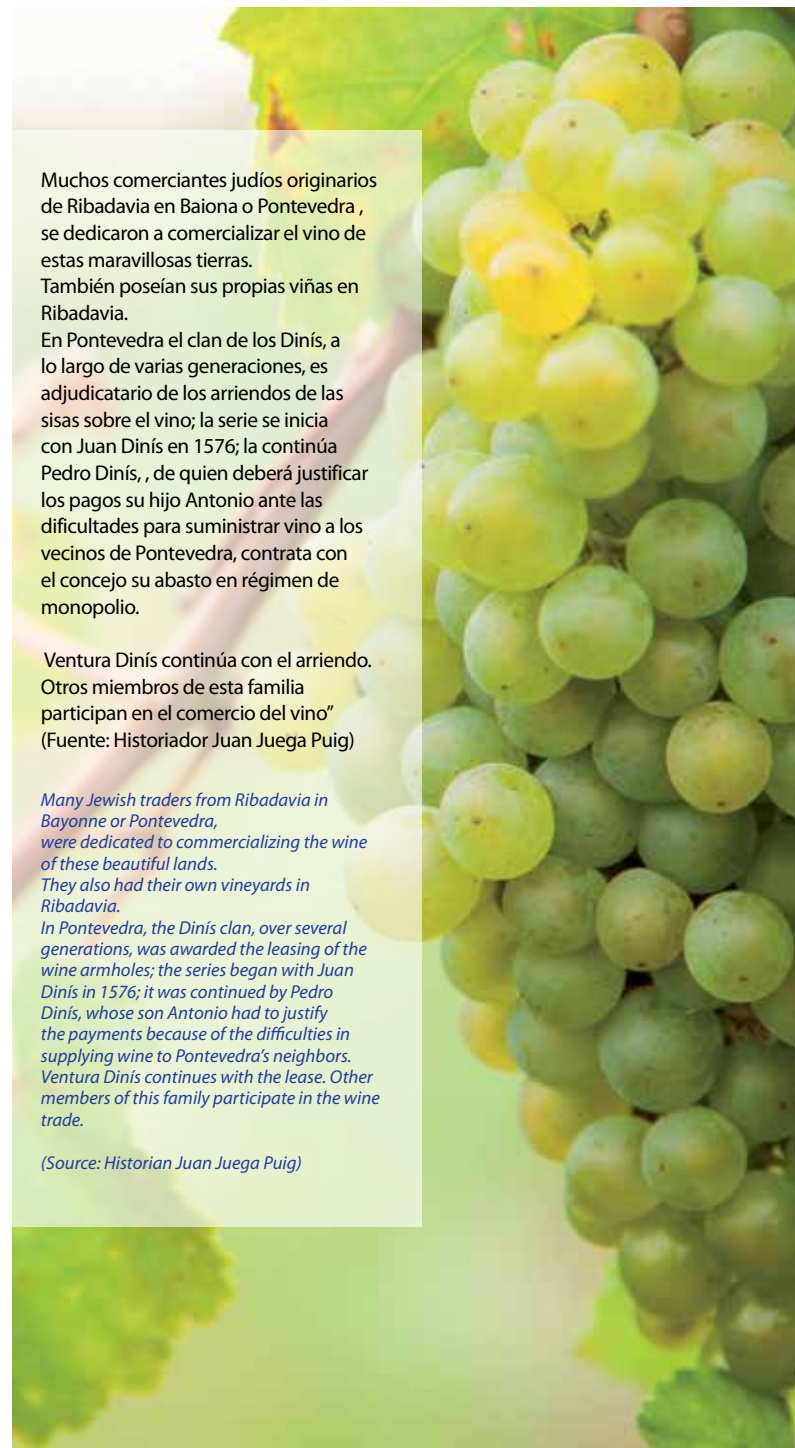 Muchos comerciantes judíos originarios
de Ribadavia en Baiona o Pontevedra ,
se dedicaron a comercializar el vino de
estas maravillosas tierras.
También poseían sus propias viñas en
Ribadavia.
En Pontevedra el clan de los Dinís, a
lo largo de varias generaciones, es
adjudicatario de los arriendos de las
sisas sobre el vino; la serie se inicia
con Juan Dinís en 1576; la continúa
Pedro Dinís, , de quien deberá justificar
los pagos su hijo Antonio ante las
dificultades para suministrar vino a los
vecinos de Pontevedra, contrata con
el concejo su abasto en régimen de
monopolio.

Ventura Dinís continúa con el arriendo.
Otros miembros de esta familia
participan en el comercio del vino”
(Fuente: Historiador Juan Juega Puig)

Many Jewish traders from Ribadavia in
Bayonne or Pontevedra,
were dedicated to commercializing the wine
of these beautiful lands.
They also had their own vineyards in
Ribadavia.
In Pontevedra, the Dinís clan, over several
generations, was awarded the leasing of the
wine armholes; the series began with Juan
Dinís in 1576; it was continued by Pedro
Dinís, whose son Antonio had to justify
the payments because of the difficulties in
supplying wine to Pontevedra’s neighbors.
Ventura Dinís continues with the lease. Other
members of this family participate in the wine
trade.

(Source: Historian Juan Juega Puig)